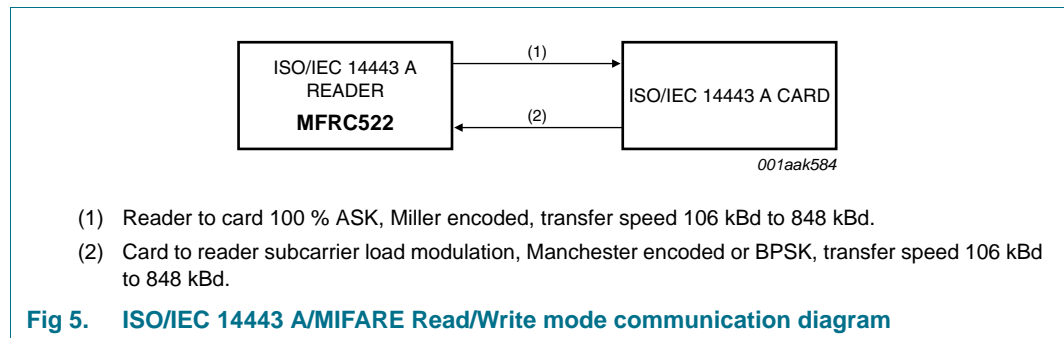 ISO/IEC 14443 A
READER
MFRC522
(1)
(2)
ISO/IEC 14443 A CARD
001aak584
(1) Reader to card 100 % ASK, Miller encoded, transfer speed 106 kBd to 848 kBd.
(2) Card to reader subcarrier load modulation, Manchester encoded or BPSK, transfer speed 106 kBd
to 848 kBd.
Fig 5. ISO/IEC 14443 A/MIFARE Read/Write mode communication diagram